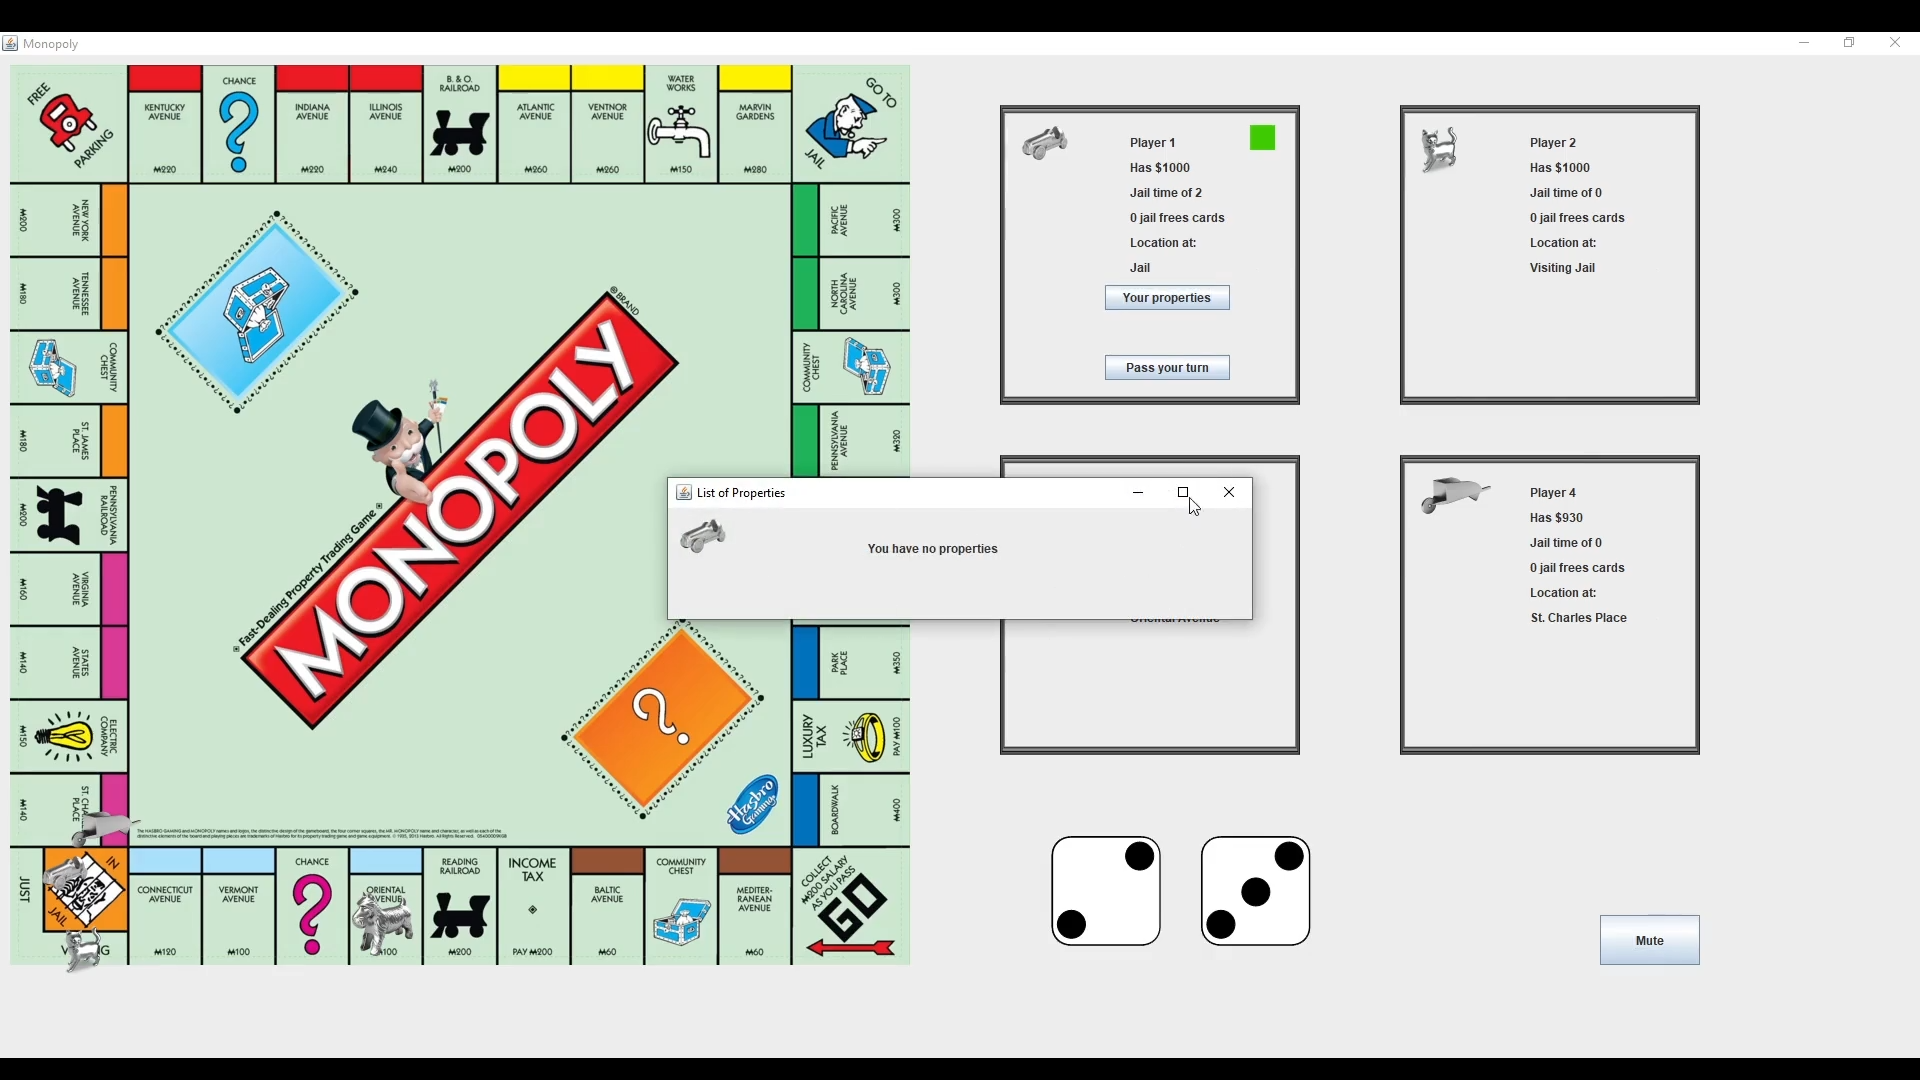 Monopoly
FREE
PARKING
KENTUCKY
AVENUE
₩220
CHANCE
INDIANA
AVENUE
₩220
ILLINOIS
AVENUE
₩240
B. & O.
RAILROAD
₩200
ATLANTIC
AVENUE
₩260
VENTNOR
AVENUE
₩260
WATER
WORKS
₩150
MARVIN
GARDENS
₩280
GO TO
JAIL
NEW YORK
AVENUE
₩200
TENNESSEE
AVENUE
₩180
COMMUNITY
CHEST
ST. JAMES
PLACE
₩180
PENNSYLVANIA
RAILROAD
₩200
VIRGINIA
AVENUE
₩160
STATES
AVENUE
₩140
ELECTRIC
COMPANY
₩150
ST. CHA
PLACE
₩140
PACIFIC
AVENUE
₩300
NORTH
CAROLINA
AVENUE
₩300
COMMUNITY
CHEST
PENNSYLVANIA
AVENUE
₩320
PARK
PLACE
₩350
LUXURY
TAX
PAY ₩100
BOARDWALK
₩400
®BRAND
MONOPOLY
Fast-Dealing Property Trading Game
Hasbro
Gaming
JUST
IN
JAIL
CONNECTICUT
AVENUE
₩120
VERMONT
AVENUE
₩100
CHANCE
ORIENTAL
AVENUE
₩100
READING
RAILROAD
₩200
INCOME
TAX
PAY ₩200
BALTIC
AVENUE
₩60
COMMUNITY
CHEST
MEDITER-
RANEAN
AVENUE
₩60
COLLECT
₩200 SALARY
AS YOU PASS
GO
Player 1
Has $1000
Jail time of 2
0 jail frees cards
Location at:
Jail
Your properties
Pass your turn
Player 2
Has $1000
Jail time of 0
0 jail frees cards
Location at:
Visiting Jail
List of Properties
You have no properties
Oriental Avenue
Player 4
Has $930
Jail time of 0
0 jail frees cards
Location at:
St. Charles Place
Mute